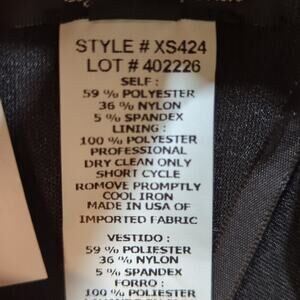 STYLE # XS424
LOT # 402226
SELF :
59 % POLYESTER
36 % NYLON
5 % SPANDEX
LINING :
100 % POLYESTER
PROFESSIONAL
DRY CLEAN ONLY
SHORT CYCLE
ROMOVE PROMPTLY
COOL IRON
MADE IN USA OF
IMPORTED FABRIC
VESTIDO :
59 % POLIESTER
36 % NYLON
5 % SPANDEX
FORRO :
100 % POLIESTER